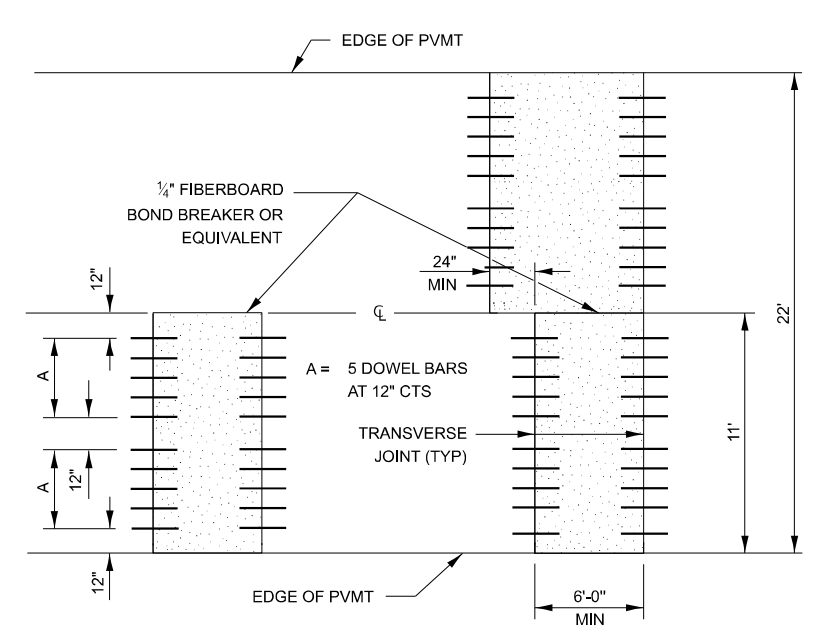 EDGE OF PVMT
¼" FIBERBOARD
BOND BREAKER OR
EQUIVALENT
24"
MIN
12"
℄
22'
A
A = 5 DOWEL BARS
AT 12" CTS
TRANSVERSE
JOINT (TYP)
11'
A
12"
12"
EDGE OF PVMT
6'-0"
MIN